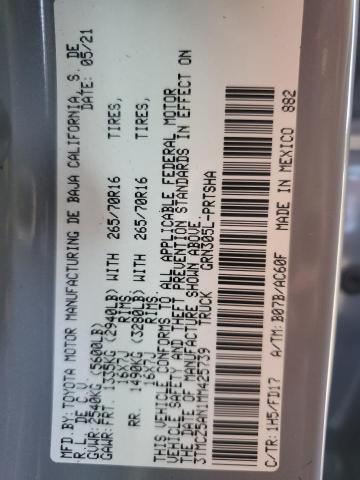 MFD.BY:TOYOTA MOTOR MANUFACTURING DE BAJA CALIFORNIA, S. DE
R.L. DE C.V. DATE: 05/21
GVWR: 2540KG (5600LB)
GAWR: FRT. 1335KG (2940LB) WITH 265/70R16 TIRES,
16X7J RIMS.
RR. 1490KG (3280LB) WITH 265/70R16 TIRES,
16X7J RIMS.
THIS VEHICLE CONFORMS TO ALL APPLICABLE FEDERAL MOTOR
VEHICLE SAFETY AND THEFT PREVENTION STANDARDS IN EFFECT ON
THE DATE OF MANUFACTURE SHOWN ABOVE
3TMCZ5AN1MM425739 TRUCK GRN305L-PRTSHA
C/TR:1H5/FD17 A/TM:B07B/AC60F MADE IN MEXICO 882